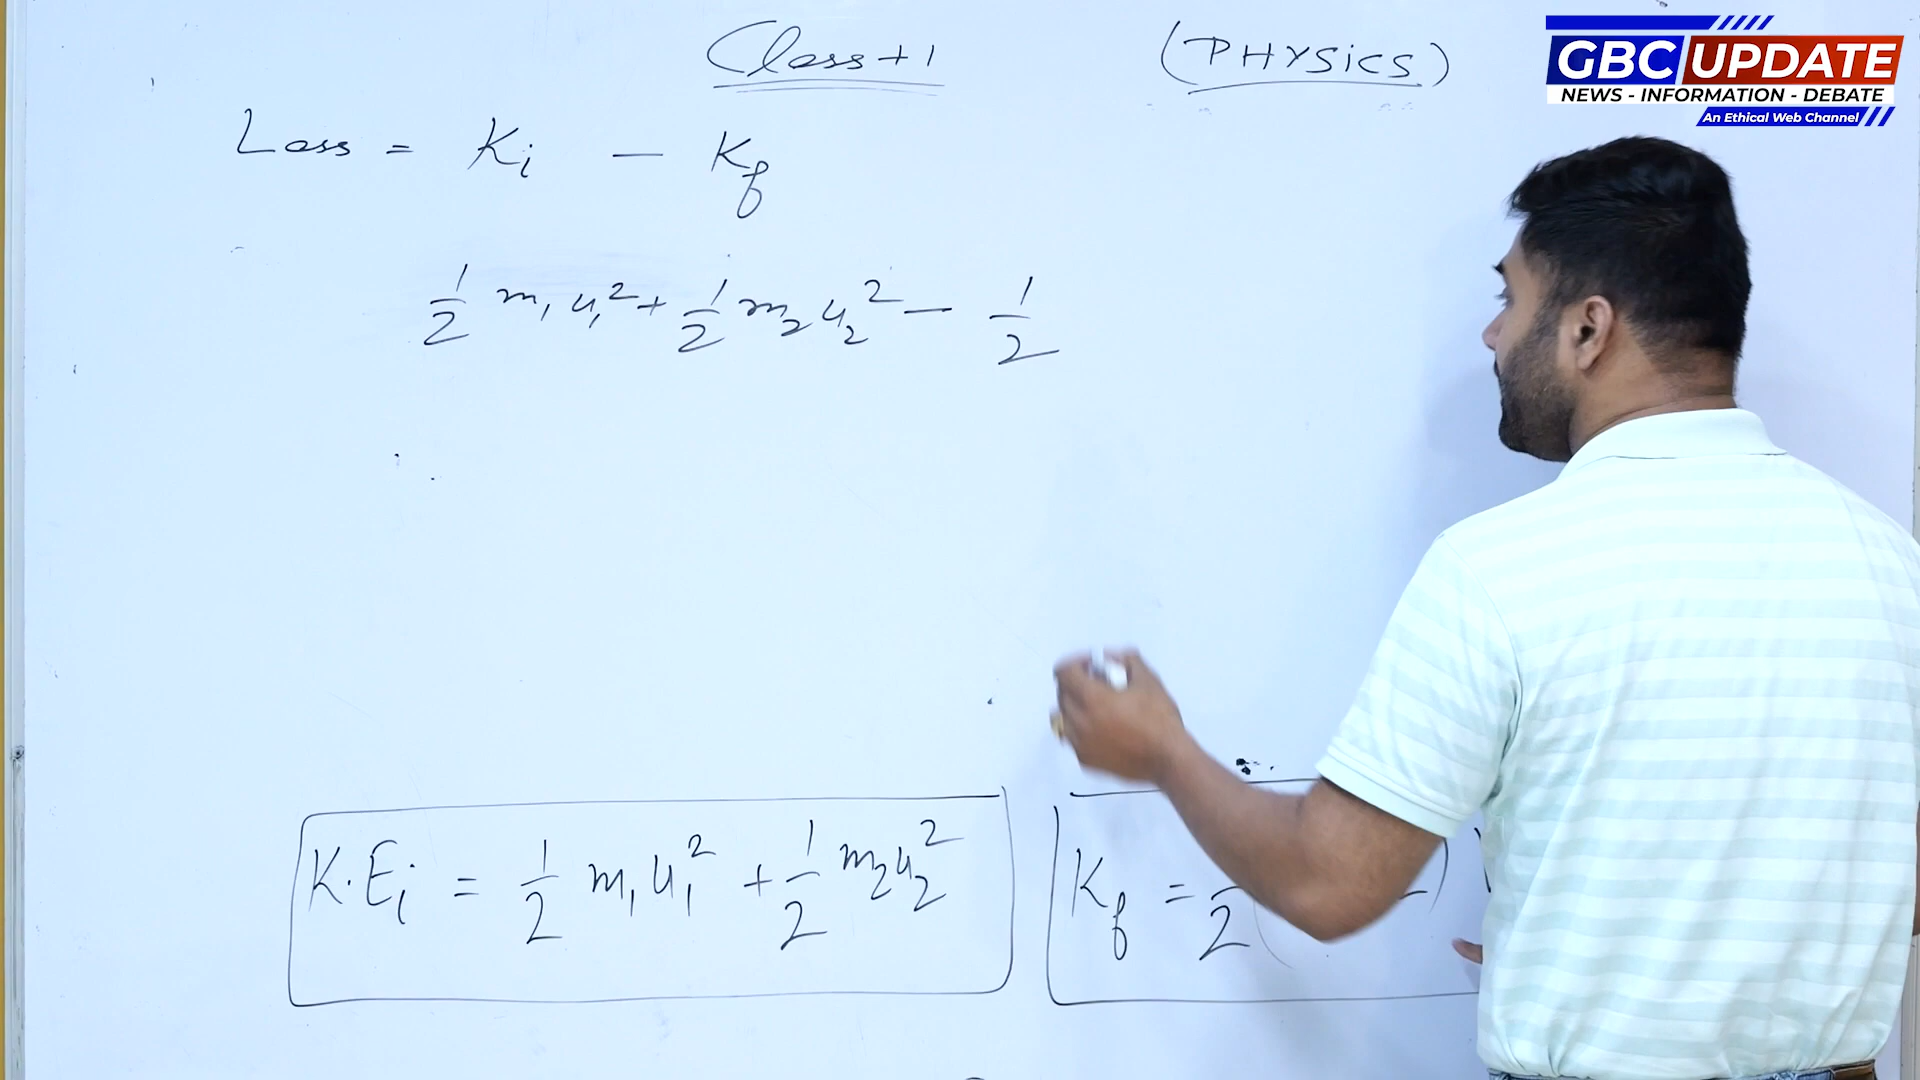 Class +1 (PHYSiCS)
GBC UPDATE
NEWS - INFORMATION - DEBATE
An Ethical Web Channel
Loss = Ki − Kf
1/2 m₁u₁² + 1/2 m₂u₂² − 1/2
K.Ei = 1/2 m₁u₁² + 1/2 m₂u₂²
Kf = 1/2 (